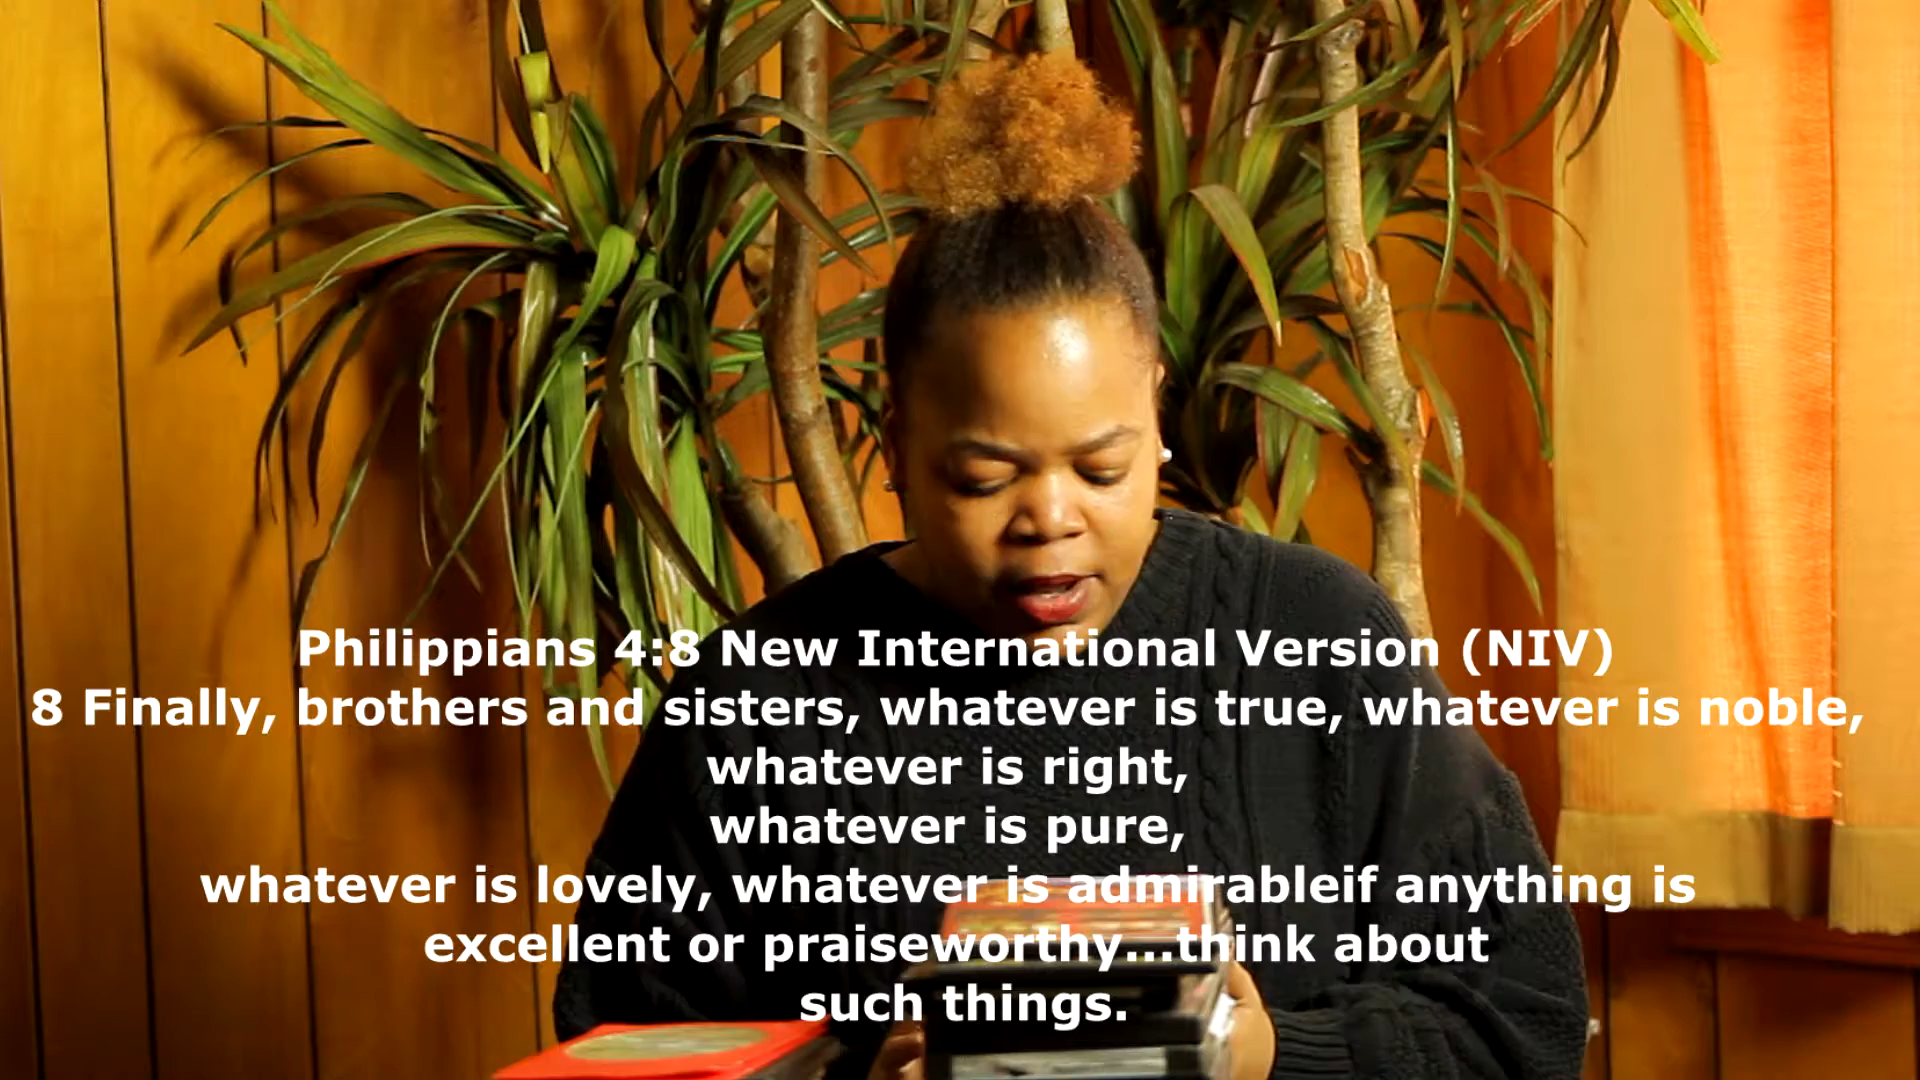 Philippians 4:8 New International Version (NIV)
8 Finally, brothers and sisters, whatever is true, whatever is noble,
whatever is right,
whatever is pure,
whatever is lovely, whatever is admirableif anything is
excellent or praiseworthy...think about
such things.